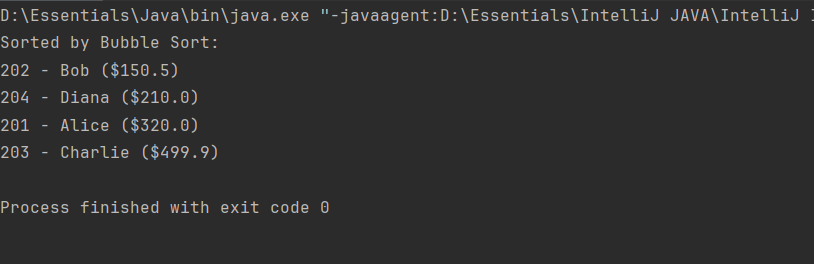 D:\Essentials\Java\bin\java.exe "-javaagent:D:\Essentials\IntelliJ JAVA\IntelliJ
Sorted by Bubble Sort:
202 - Bob ($150.5)
204 - Diana ($210.0)
201 - Alice ($320.0)
203 - Charlie ($499.9)
Process finished with exit code 0